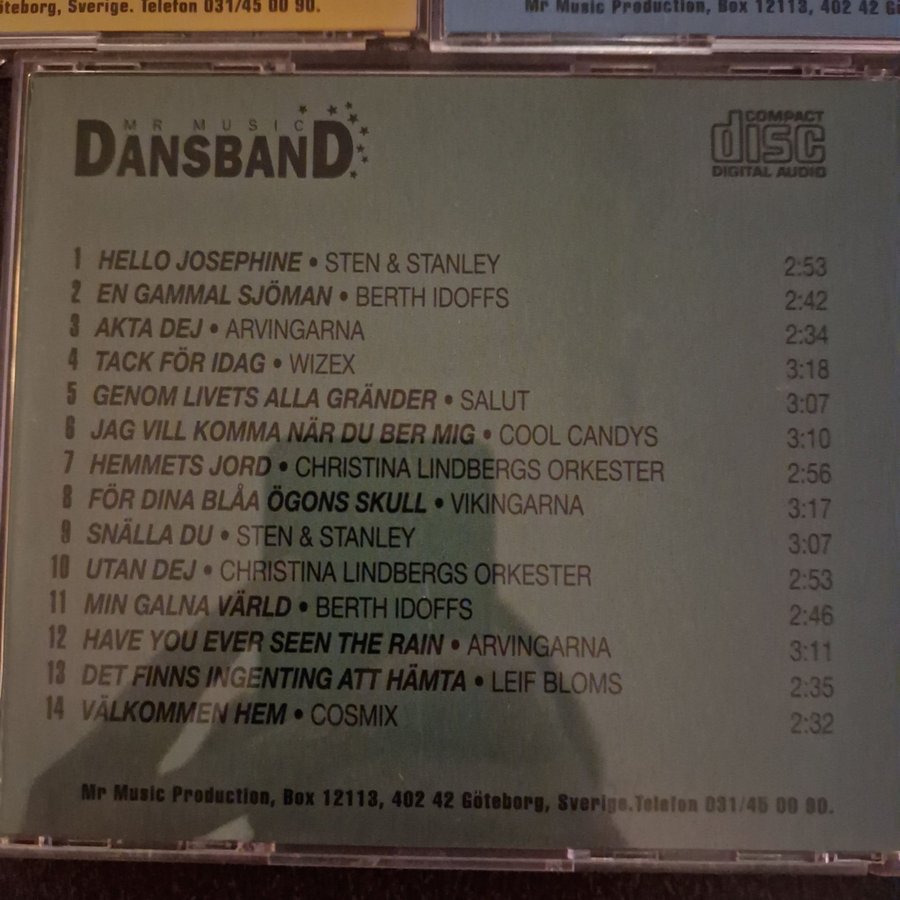 öteborg, Sverige. Telefon 031/45 00 90.
Mr Music Production, Box 12113, 402 42 G
MR MUSIC
DANSBAND
COMPACT
disc
DIGITAL AUDIO
1 HELLO JOSEPHINE • STEN & STANLEY 2:53
2 EN GAMMAL SJÖMAN • BERTH IDOFFS 2:42
3 AKTA DEJ • ARVINGARNA 2:34
4 TACK FÖR IDAG • WIZEX 3:18
5 GENOM LIVETS ALLA GRÄNDER • SALUT 3:07
6 JAG VILL KOMMA NÄR DU BER MIG • COOL CANDYS 3:10
7 HEMMETS JORD • CHRISTINA LINDBERGS ORKESTER 2:56
8 FÖR DINA BLÅA ÖGONS SKULL • VIKINGARNA 3:17
9 SNÄLLA DU • STEN & STANLEY 3:07
10 UTAN DEJ • CHRISTINA LINDBERGS ORKESTER 2:53
11 MIN GALNA VÄRLD • BERTH IDOFFS 2:46
12 HAVE YOU EVER SEEN THE RAIN • ARVINGARNA 3:11
13 DET FINNS INGENTING ATT HÄMTA • LEIF BLOMS 2:35
14 VÄLKOMMEN HEM • COSMIX 2:32
Mr Music Production, Box 12113, 402 42 Göteborg, Sverige.Telefon 031/45 00 90.